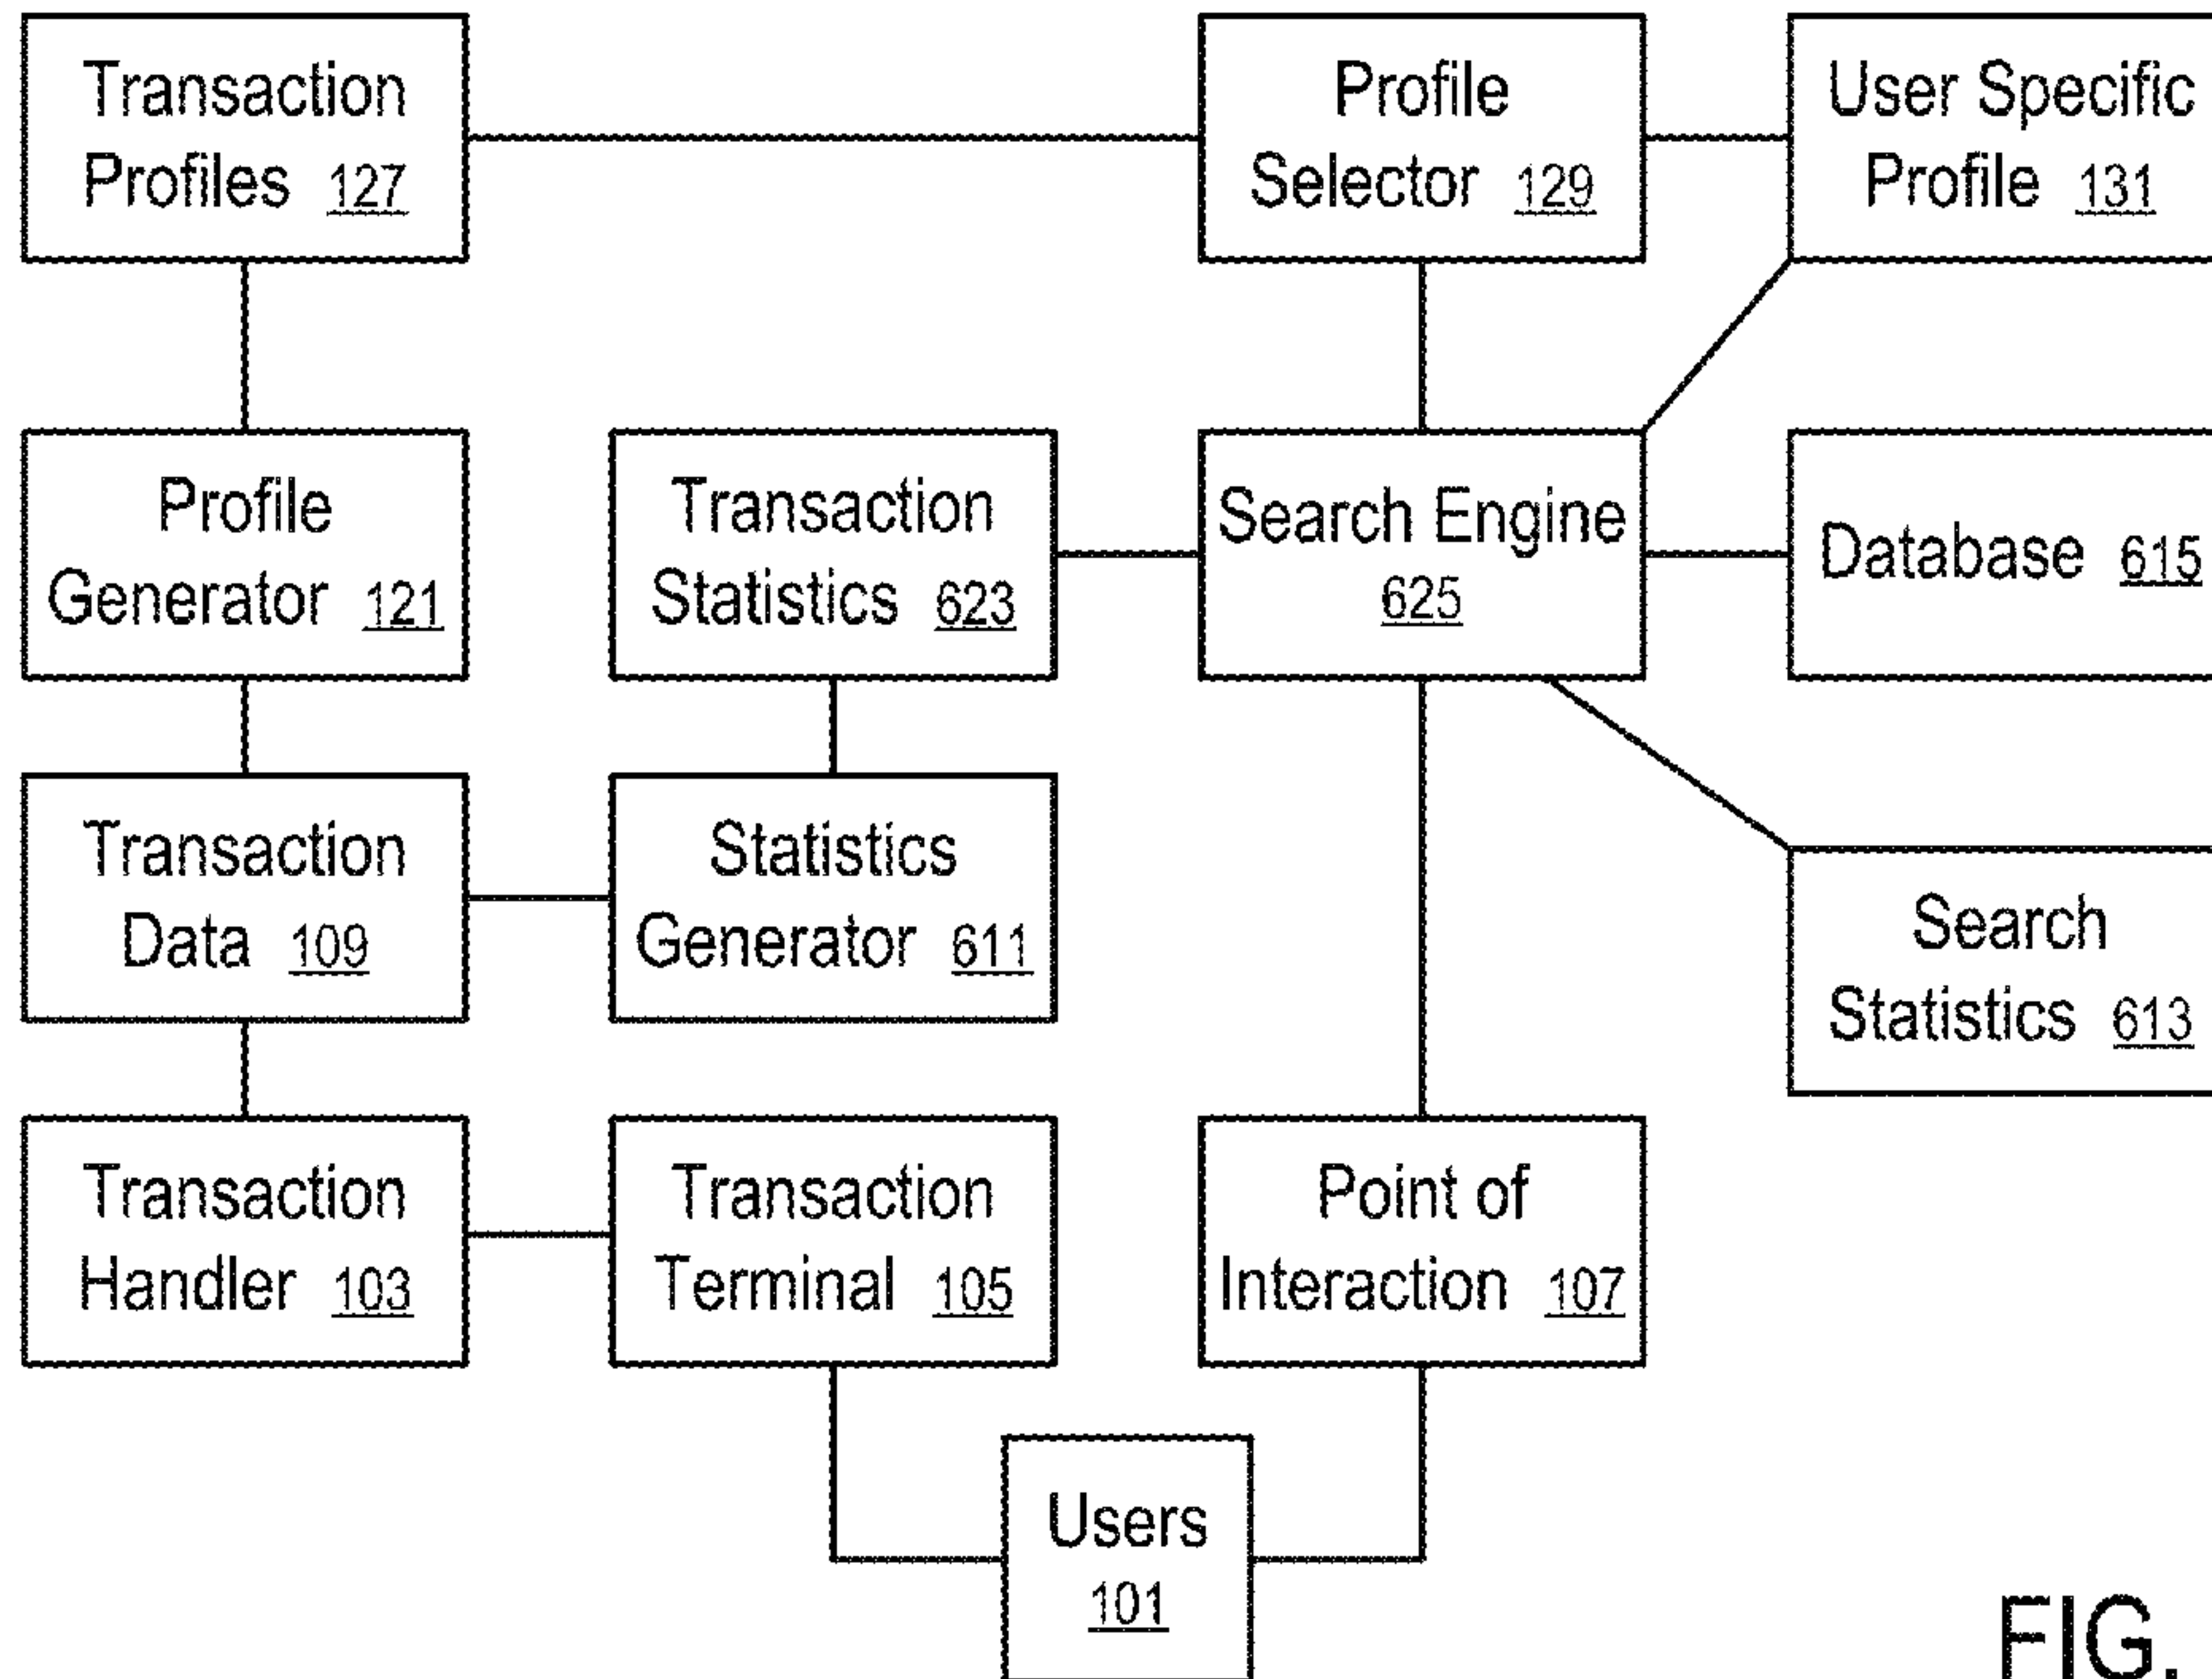 Transaction
Profiles 127
Profile
Selector 129
User Specific
Profile 131
Profile
Generator 121
Transaction
Statistics 623
Search Engine
625
Database 615
Transaction
Data 109
Statistics
Generator 611
Search
Statistics 613
Transaction
Handler 103
Transaction
Terminal 105
Point of
Interaction 107
Users
101
FIG.